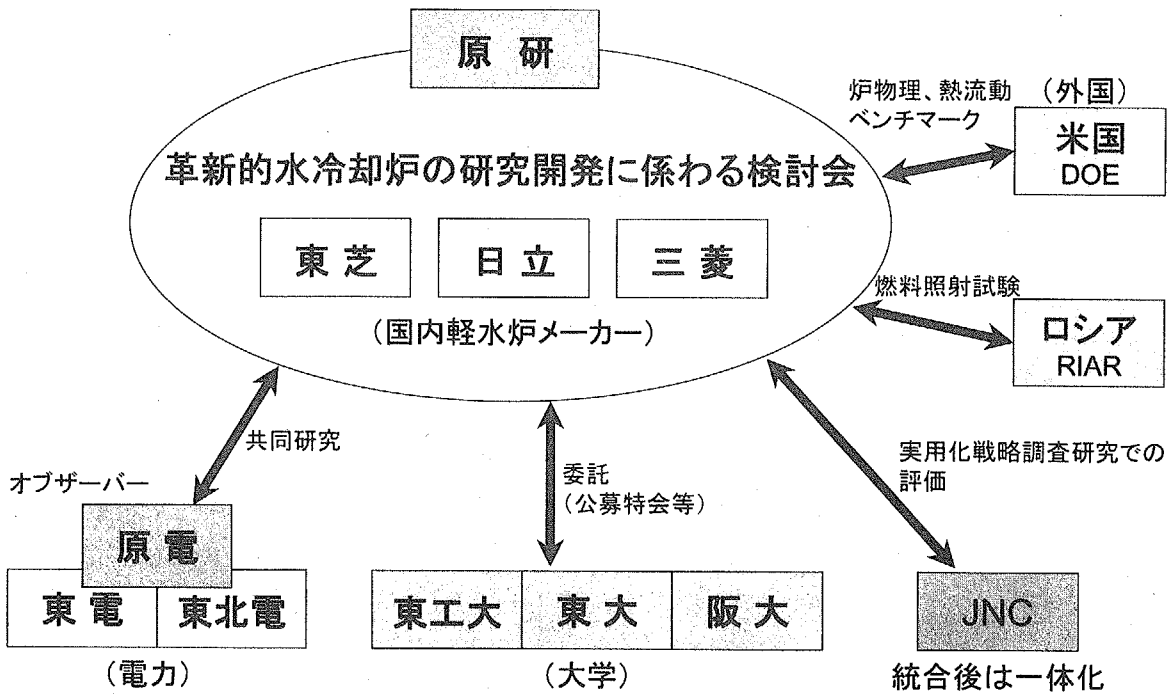 原 研
革新的水冷却炉の研究開発に係わる検討会
東 芝
日 立
三 菱
(国内軽水炉メーカー)
炉物理、熱流動
ベンチマーク
(外国)
米国
DOE
燃料照射試験
ロシア
RIAR
共同研究
オブザーバー
原 電
東 電
東北電
(電力)
委託
(公募特会等)
東工大
東 大
阪 大
(大学)
実用化戦略調査研究での
評価
JNC
統合後は一体化